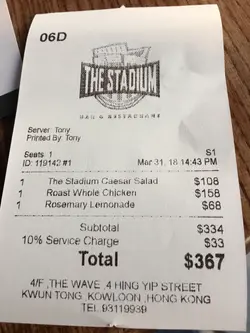 06D
THE STADIUM
BAR & RESTAURANT
Server: Tony
Printed By: Tony
Seats: 1 S1
ID: 119142 #1 Mar 31, 18 14:43 PM
1 The Stadium Caesar Salad $108
1 Roast Whole Chicken $158
1 Rosemary Lemonade $68
Subtotal $334
10% Service Charge $33
Total $367
4/F ,THE WAVE ,4 HING YIP STREET
KWUN TONG, KOWLOON ,HONG KONG
TEL 93119939